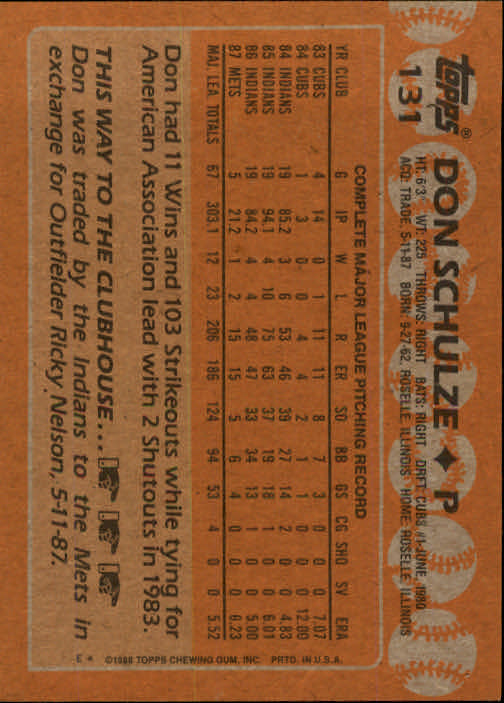 topps®
131
DON SCHULZE ✦ P
HT: 6'3" WT: 225 THROWS: RIGHT BATS: RIGHT DRFT: CUBS #1-JUNE, 1980
ACQ: TRADE, 5-11-87 BORN: 9-27-62, ROSELLE, ILLINOIS HOME: ROSELLE, ILLINOIS
COMPLETE MAJOR LEAGUE PITCHING RECORD
YR CLUB G IP W L R ER SO BB GS CG SHO SV ERA
83 CUBS 4 14 0 1 11 11 8 7 3 0 0 0 7.07
84 CUBS 1 3 0 0 4 4 2 1 1 0 0 0 12.00
84 INDIANS 19 85.2 3 6 53 46 39 27 14 2 0 0 4.83
85 INDIANS 19 94.1 4 10 75 63 37 19 18 1 0 0 6.01
86 INDIANS 19 84.2 4 4 48 47 33 34 13 1 0 0 5.00
87 METS 5 21.2 1 2 15 15 5 6 4 0 0 0 6.23
MAJ. LEA. TOTALS 67 303.1 12 23 206 186 124 94 53 4 0 0 5.52
Don had 11 Wins and 103 Strikeouts while tying for
American Association lead with 2 Shutouts in 1983.
THIS WAY TO THE CLUBHOUSE...
Don was traded by the Indians to the Mets in
exchange for Outfielder Ricky Nelson, 5-11-87.
E* ©1988 TOPPS CHEWING GUM, INC. PRTD. IN U.S.A.